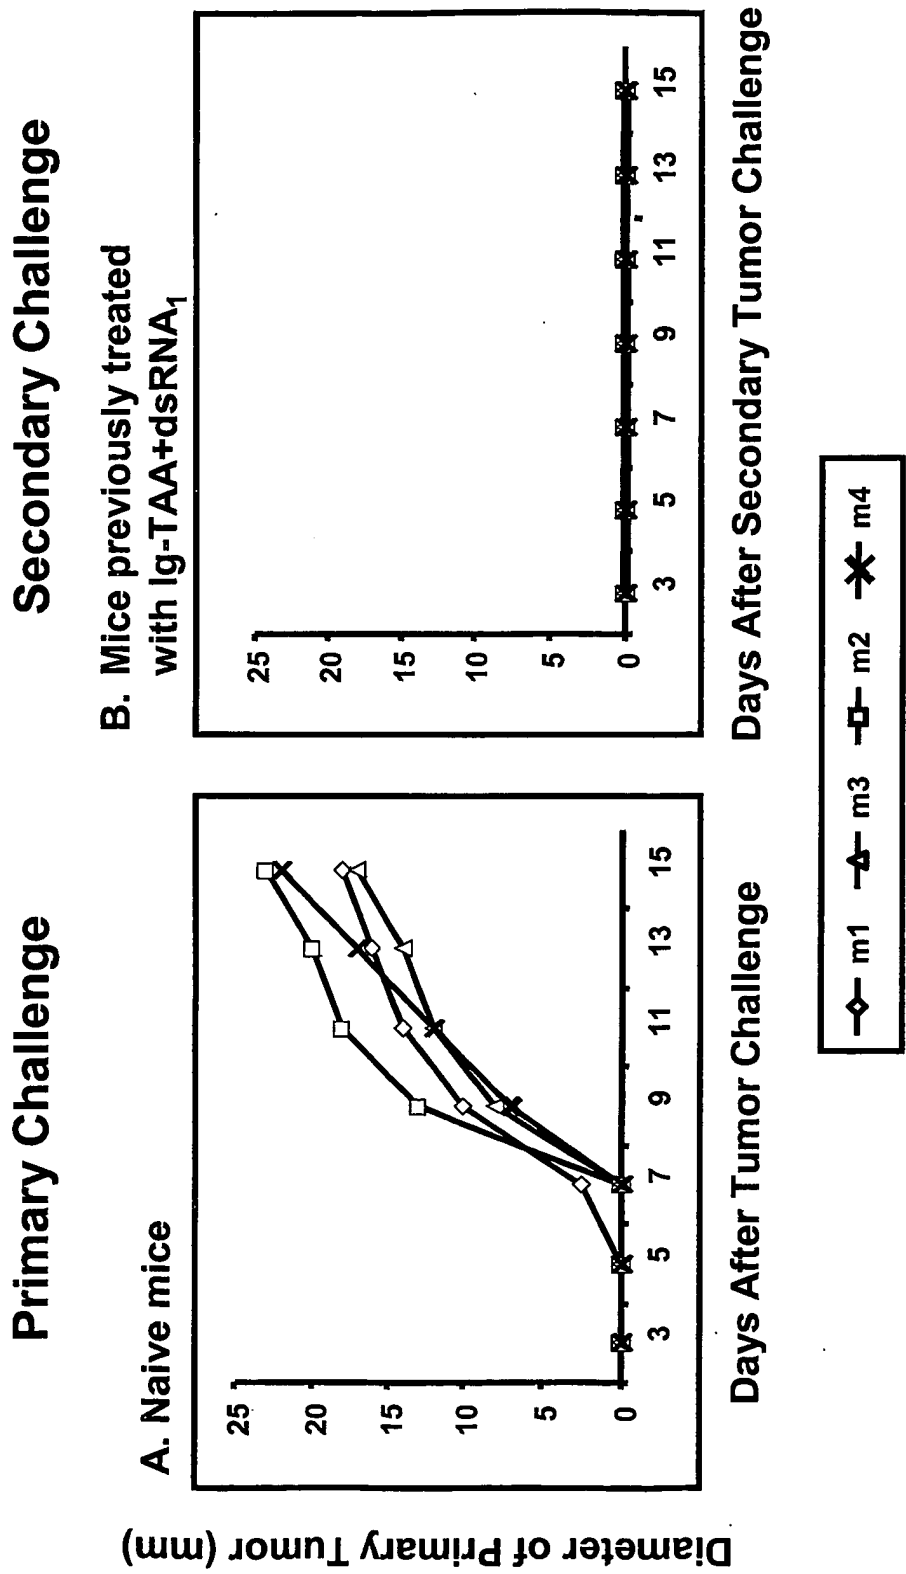 Primary Challenge
Secondary Challenge
A. Naive mice
B. Mice previously treated
with Ig-TAA+dsRNA1
Diameter of Primary Tumor (mm)
25
20
15
10
5
0
3 5 7 9 11 13 15
Days After Tumor Challenge
25
20
15
10
5
0
3 5 7 9 11 13 15
Days After Secondary Tumor Challenge
m1 m3 m2 m4